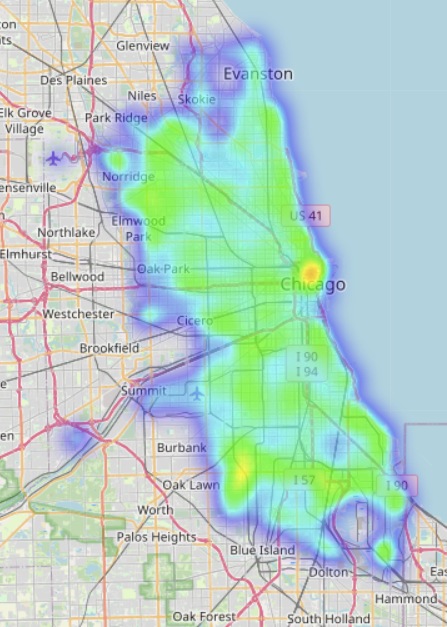 Glenview
Des Plaines
Evanston
Niles
Skokie
Elk Grove
Village
Park Ridge
ensenville
Norridge
US 41
Elmwood
Park
Northlake
Elmhurst
Oak Park
Bellwood
Chicago
Westchester
Cicero
Brookfield
I 90
I 94
Summit
Burbank
Oak Lawn
I 57
I 90
Worth
Palos Heights
Blue Island
Dolton
Eas
Hammond
Oak Forest
South Holland